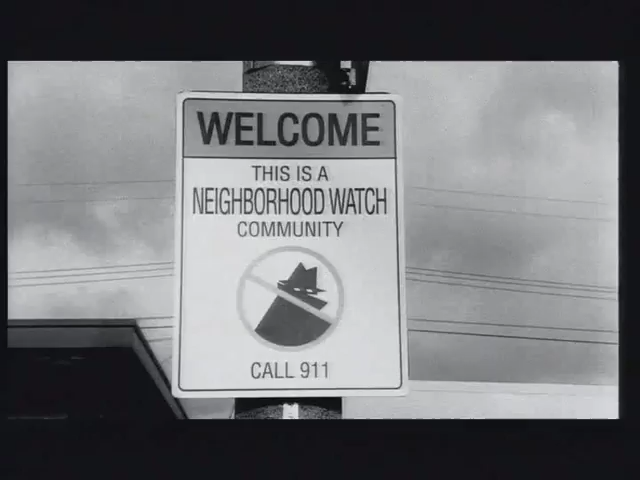 WELCOME
THIS IS A
NEIGHBORHOOD WATCH
COMMUNITY
CALL 911